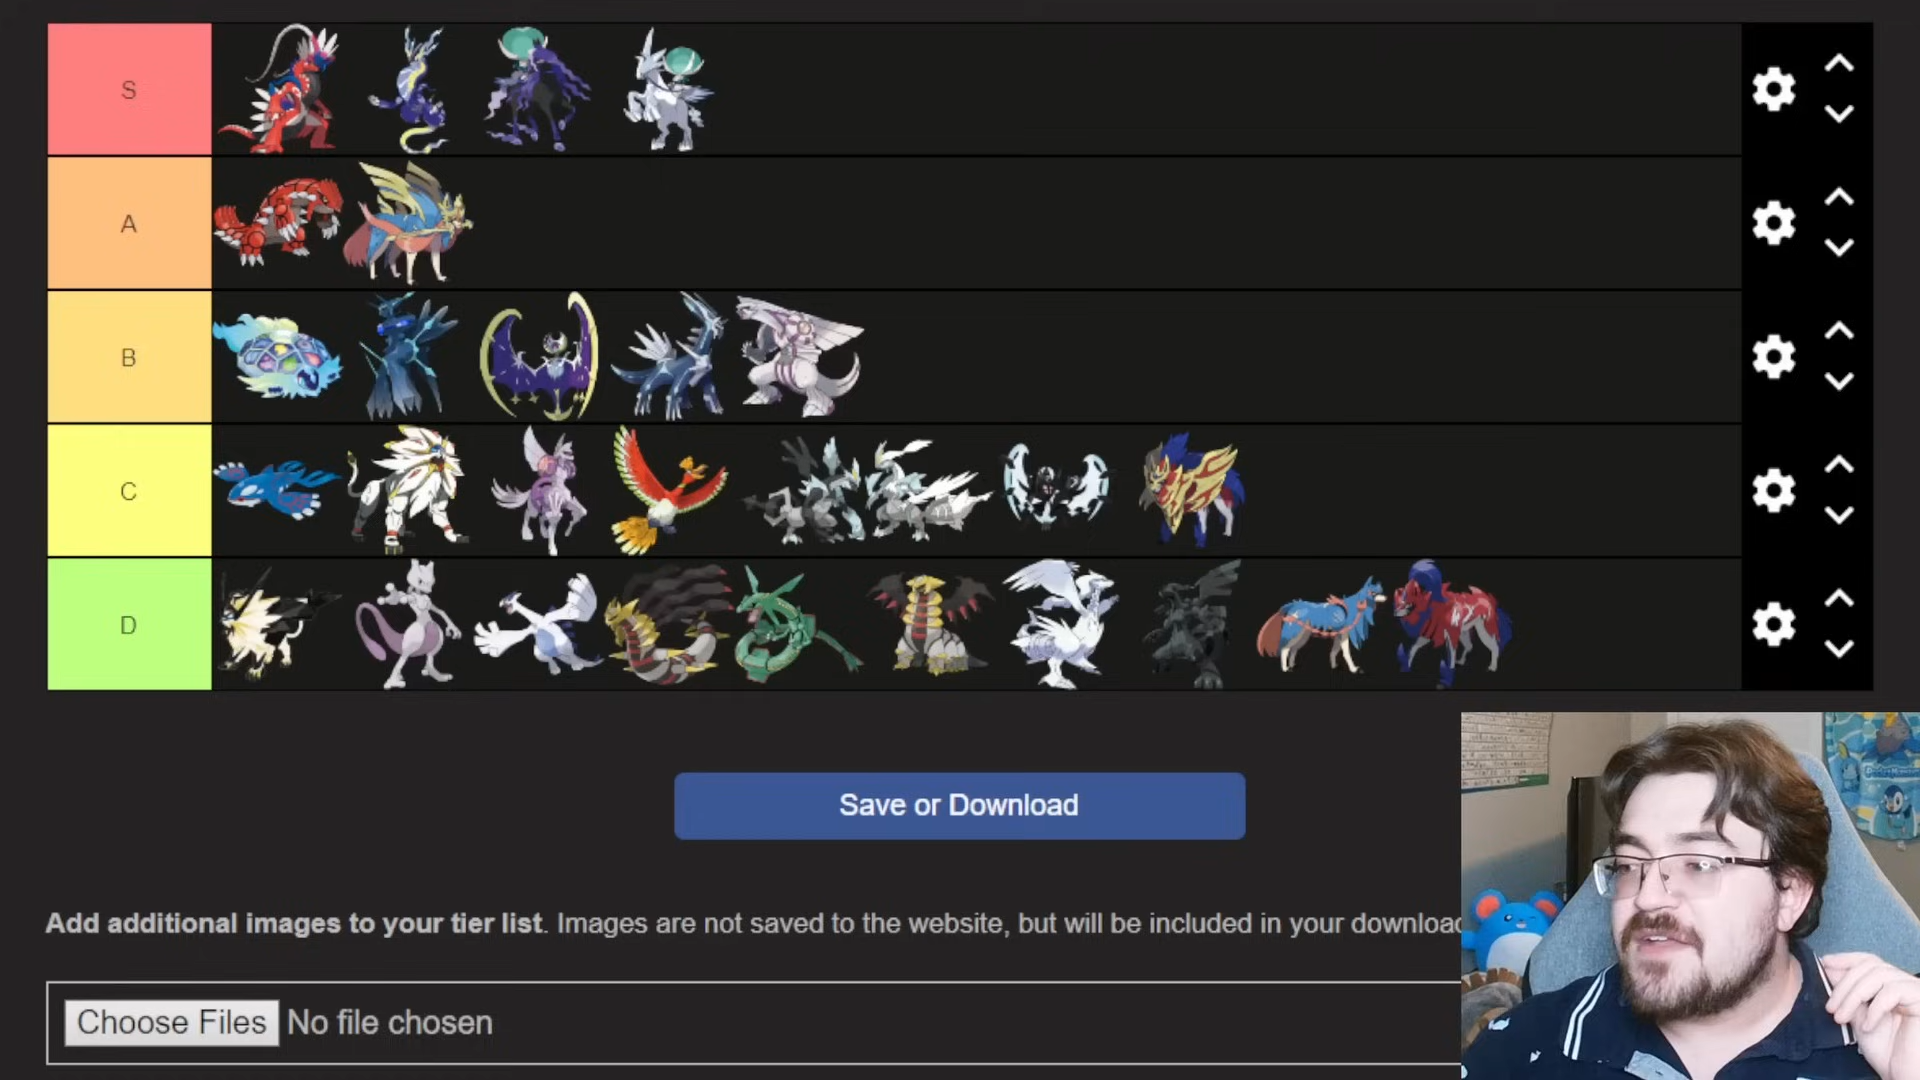 S
A
B
C
D
Save or Download
Add additional images to your tier list. Images are not saved to the website, but will be included in your download
Choose Files No file chosen